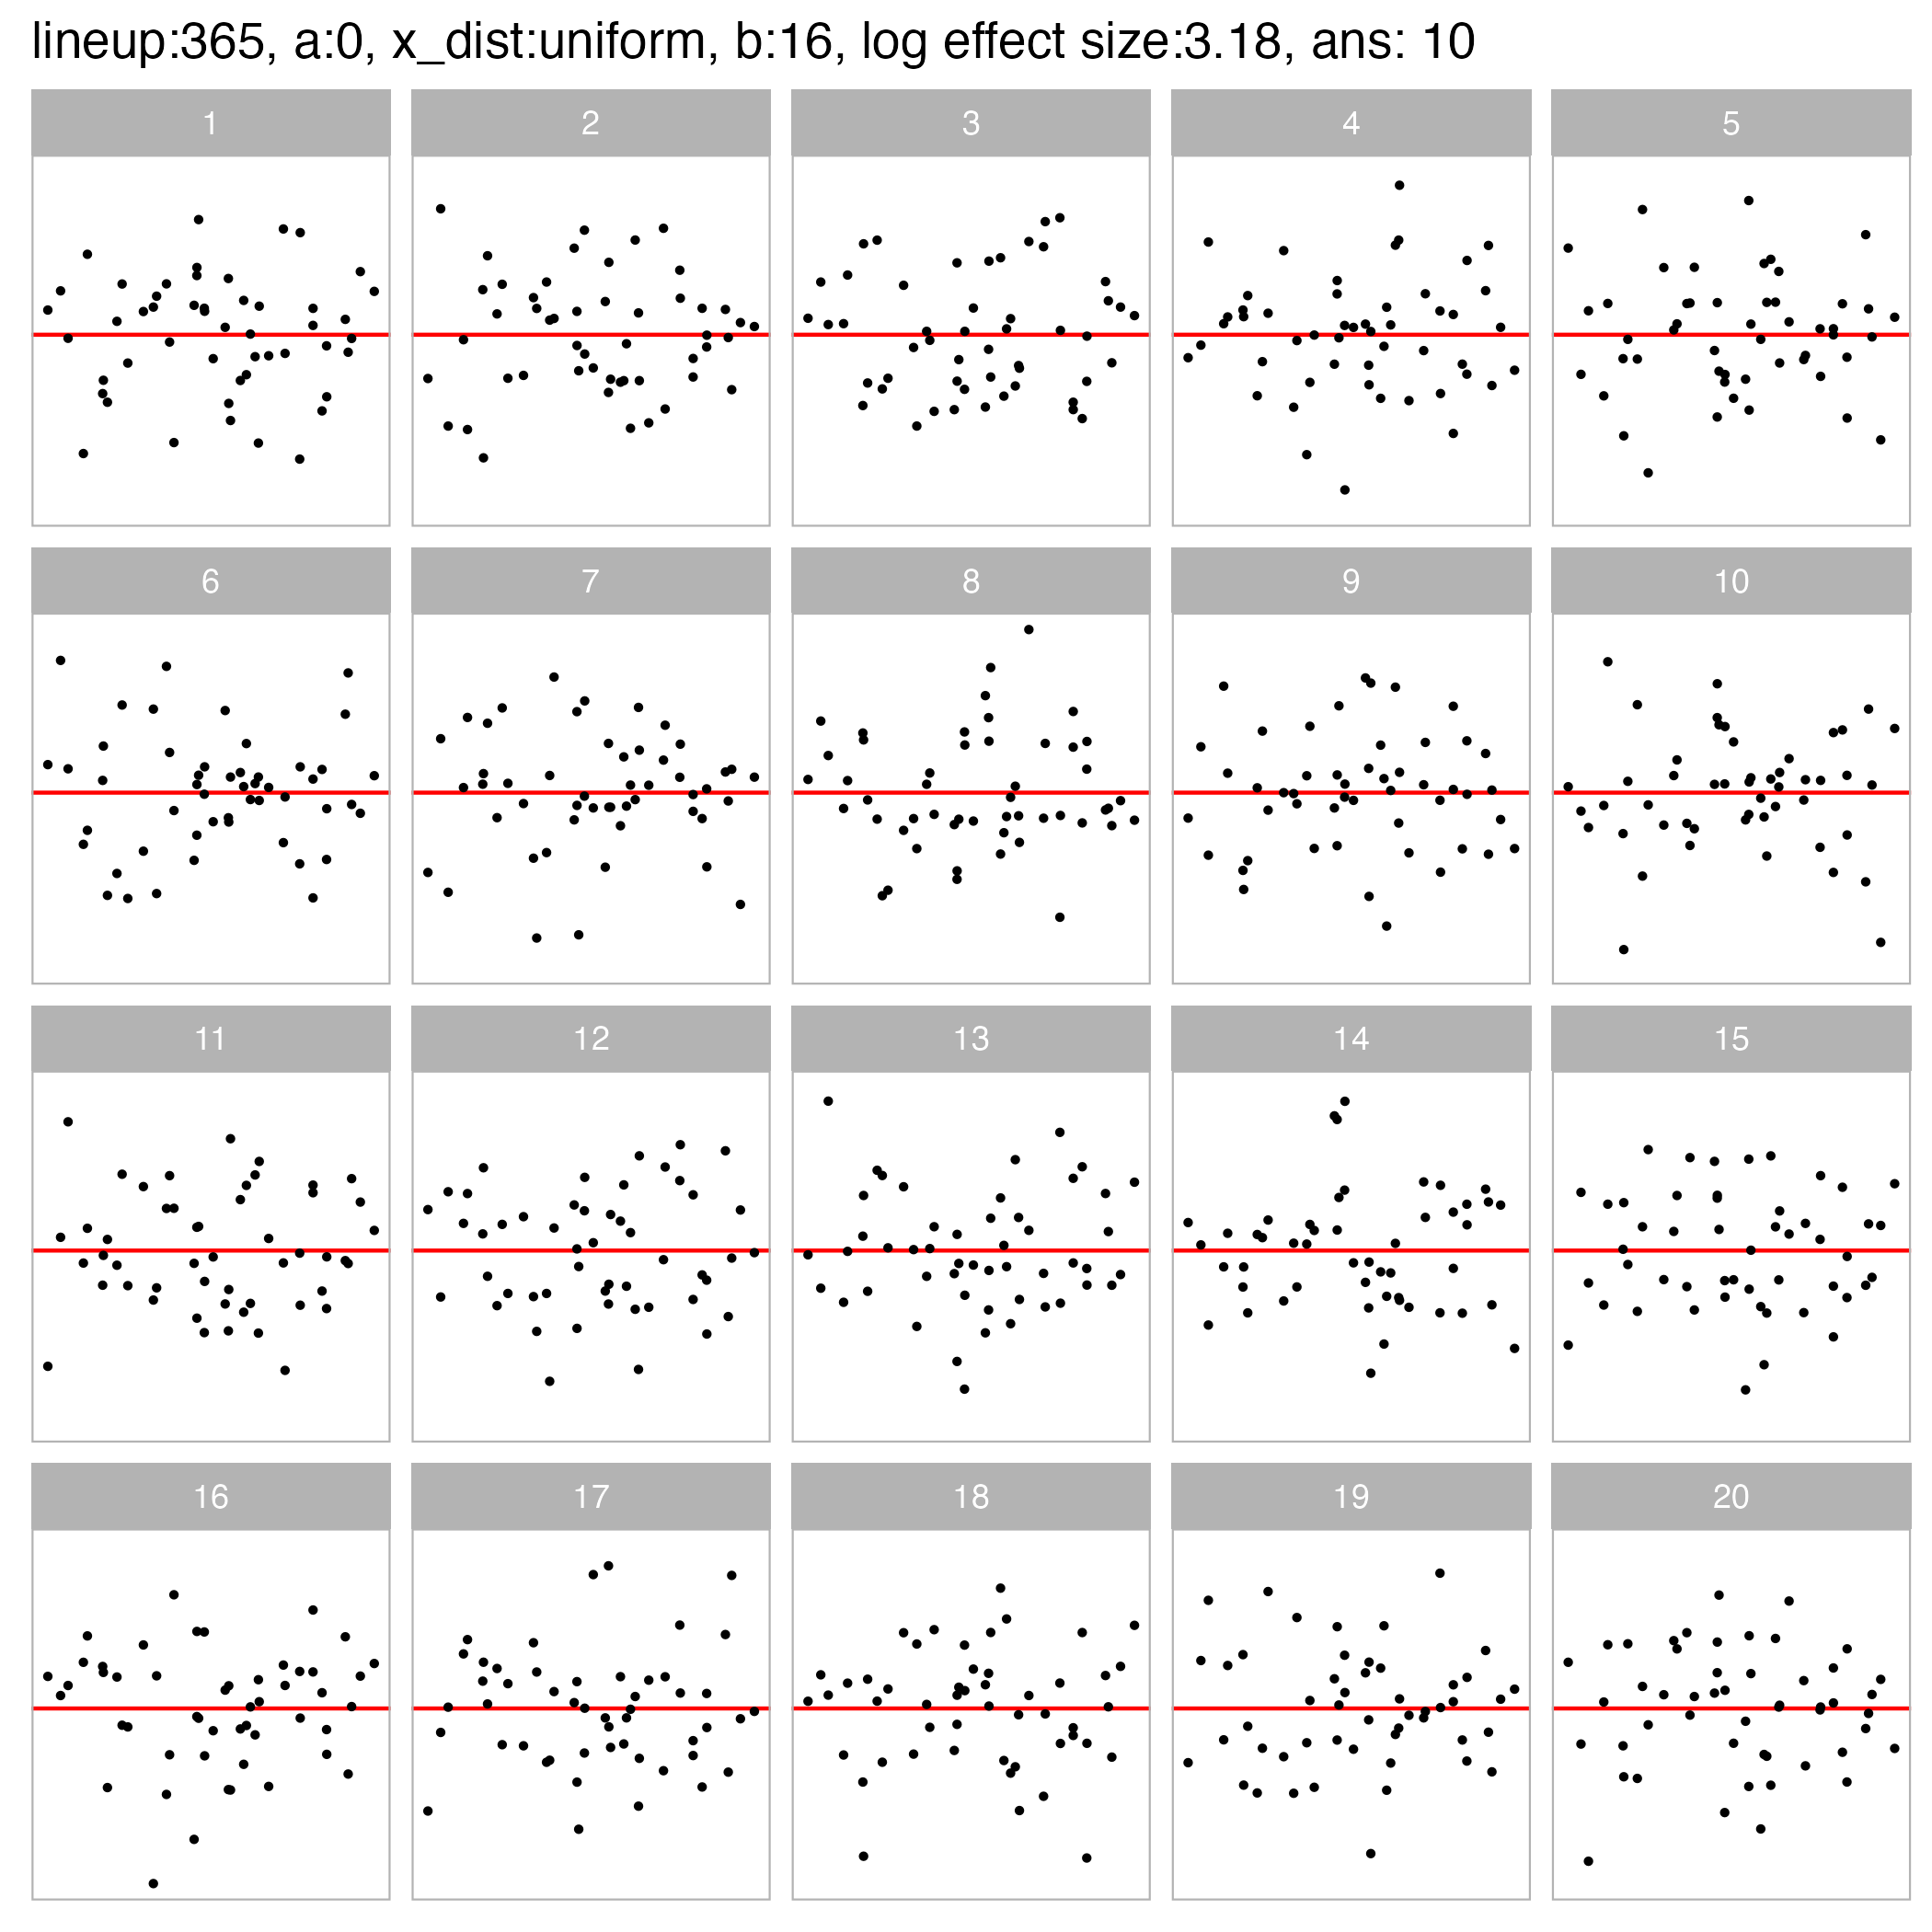 lineup:365, a:0, x_dist:uniform, b:16, log effect size:3.18, ans: 10
1 2 3 4 5
6 7 8 9 10
11 12 13 14 15
16 17 18 19 20